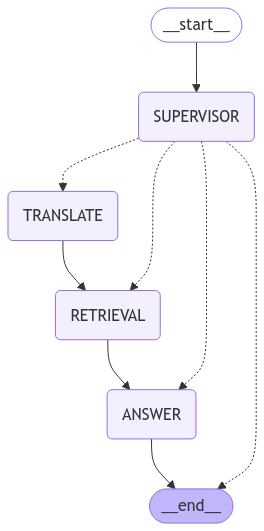 __start__
SUPERVISOR
TRANSLATE
RETRIEVAL
ANSWER
__end__